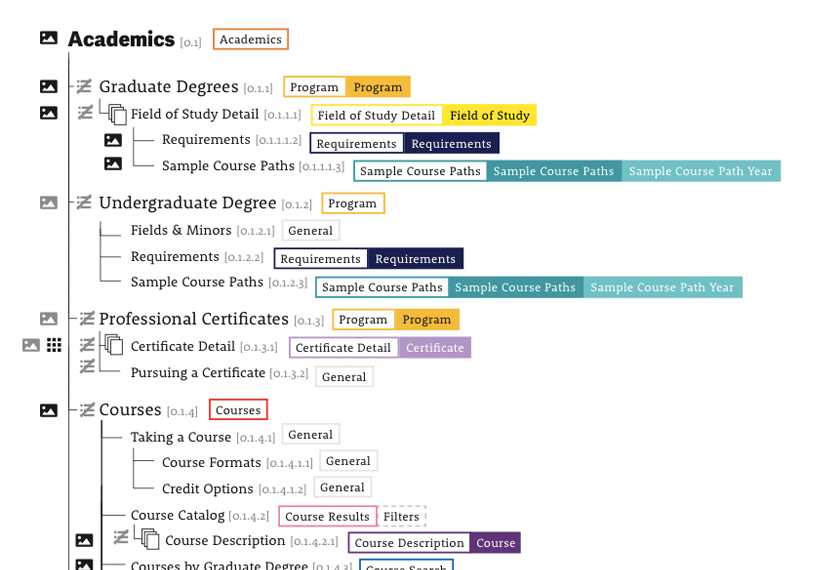 Academics [0.1] Academics
Graduate Degrees [0.1.1] Program Program
Field of Study Detail [0.1.1.1] Field of Study Detail Field of Study
Requirements [0.1.1.1.2] Requirements Requirements
Sample Course Paths [0.1.1.1.3] Sample Course Paths Sample Course Paths Sample Course Path Year
Undergraduate Degree [0.1.2] Program
Fields & Minors [0.1.2.1] General
Requirements [0.1.2.2] Requirements Requirements
Sample Course Paths [0.1.2.3] Sample Course Paths Sample Course Paths Sample Course Path Year
Professional Certificates [0.1.3] Program Program
Certificate Detail [0.1.3.1] Certificate Detail Certificate
Pursuing a Certificate [0.1.3.2] General
Courses [0.1.4] Courses
Taking a Course [0.1.4.1] General
Course Formats [0.1.4.1.1] General
Credit Options [0.1.4.1.2] General
Course Catalog [0.1.4.2] Course Results Filters
Course Description [0.1.4.2.1] Course Description Course
Courses by Graduate Degree [0.1.4.3] Course Search